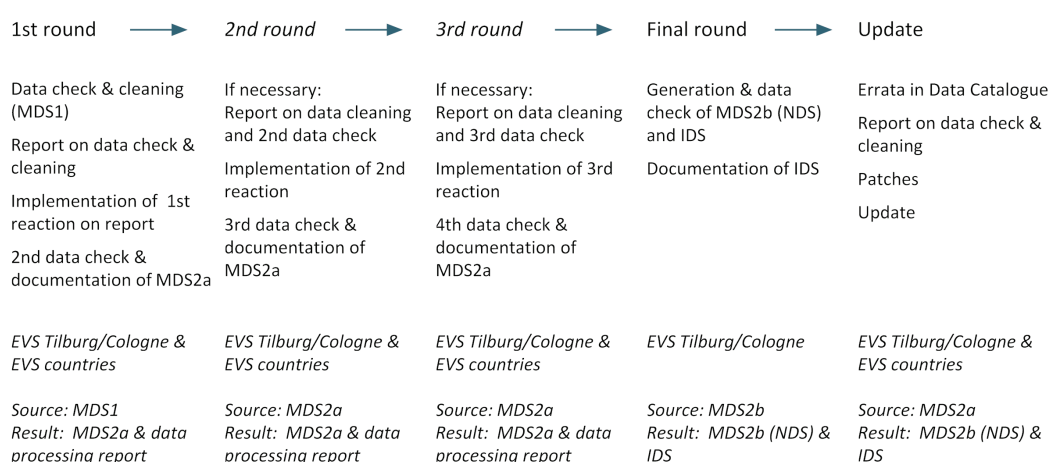 1st round
2nd round
3rd round
Final round
Update
Data check & cleaning
(MDS1)
Report on data check &
cleaning
Implementation of 1st
reaction on report
2nd data check &
documentation of MDS2a
If necessary:
Report on data cleaning
and 2nd data check
Implementation of 2nd
reaction
3rd data check &
documentation of
MDS2a
If necessary:
Report on data cleaning
and 3rd data check
Implementation of 3rd
reaction
4th data check &
documentation of
MDS2a
Generation & data
check of MDS2b (NDS)
and IDS
Documentation of IDS
Errata in Data Catalogue
Report on data check &
cleaning
Patches
Update
EVS Tilburg/Cologne &
EVS countries
EVS Tilburg/Cologne &
EVS countries
EVS Tilburg/Cologne &
EVS countries
EVS Tilburg/Cologne
EVS Tilburg/Cologne &
EVS countries
Source: MDS1
Result: MDS2a & data
processing report
Source: MDS2a
Result: MDS2a & data
processing report
Source: MDS2a
Result: MDS2a & data
processing report
Source: MDS2b
Result: MDS2b (NDS) &
IDS
Source: MDS2a
Result: MDS2b (NDS) &
IDS